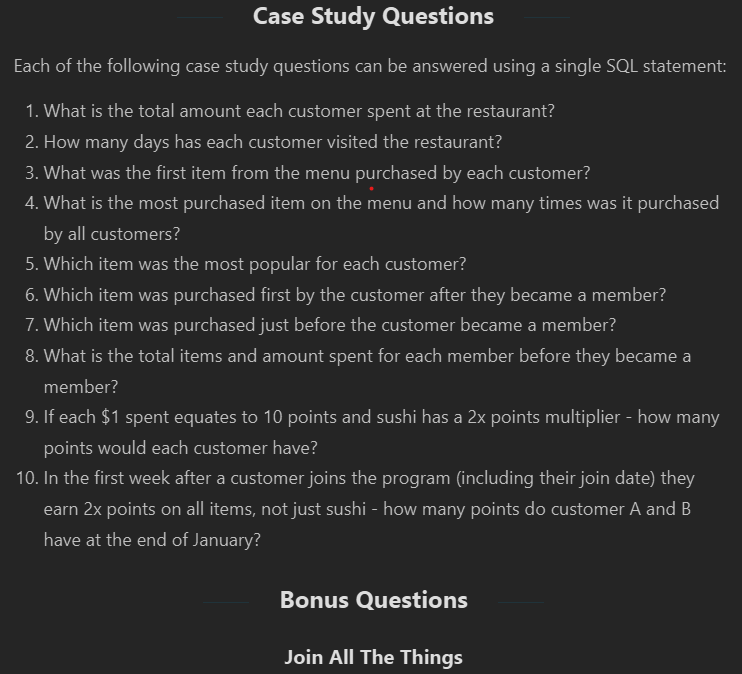 Case Study Questions
Each of the following case study questions can be answered using a single SQL statement:
1. What is the total amount each customer spent at the restaurant?
2. How many days has each customer visited the restaurant?
3. What was the first item from the menu purchased by each customer?
4. What is the most purchased item on the menu and how many times was it purchased
by all customers?
5. Which item was the most popular for each customer?
6. Which item was purchased first by the customer after they became a member?
7. Which item was purchased just before the customer became a member?
8. What is the total items and amount spent for each member before they became a
member?
9. If each $1 spent equates to 10 points and sushi has a 2x points multiplier - how many
points would each customer have?
10. In the first week after a customer joins the program (including their join date) they
earn 2x points on all items, not just sushi - how many points do customer A and B
have at the end of January?
Bonus Questions
Join All The Things